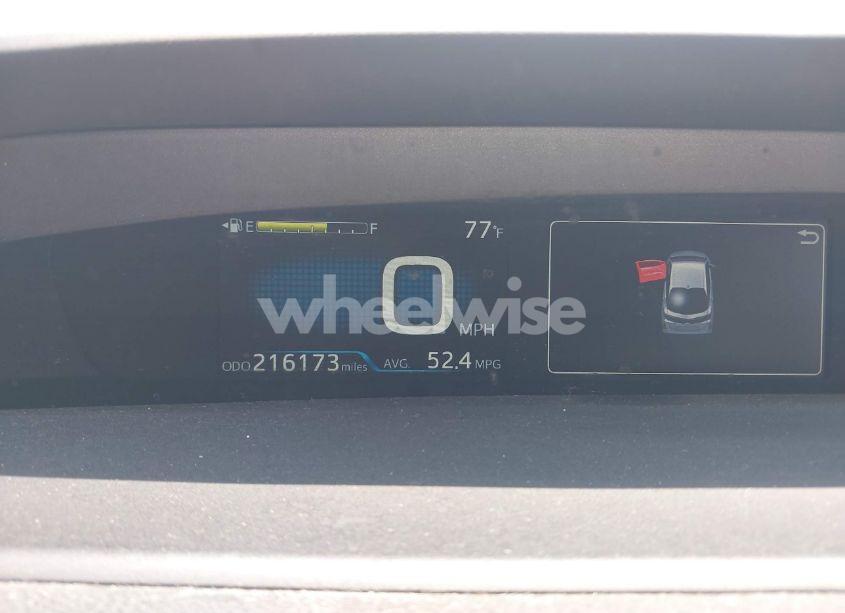 E F 77°F
0 MPH
wheelwise
ODO 216173 miles AVG. 52.4 MPG